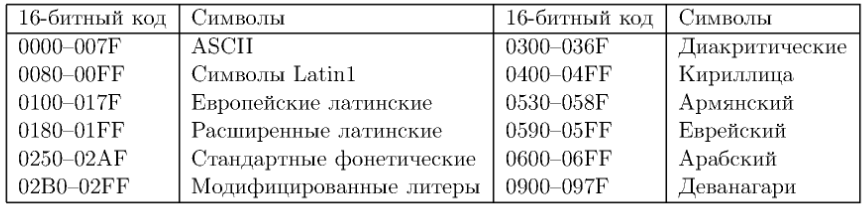 16-битный код Символы 16-битный код Символы
0000–007F ASCII 0300–036F Диакритические
0080–00FF Символы Latin1 0400–04FF Кириллица
0100–017F Европейские латинские 0530–058F Армянский
0180–01FF Расширенные латинские 0590–05FF Еврейский
0250–02AF Стандартные фонетические 0600–06FF Арабский
02B0–02FF Модифицированные литеры 0900–097F Деванагари